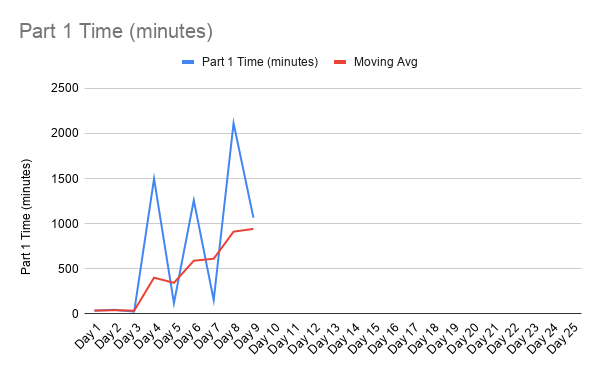 Part 1 Time (minutes)
Part 1 Time (minutes) Moving Avg
Part 1 Time (minutes)
2500
2000
1500
1000
500
0
Day 1 Day 2 Day 3 Day 4 Day 5 Day 6 Day 7 Day 8 Day 9 Day 10 Day 11 Day 12 Day 13 Day 14 Day 15 Day 16 Day 17 Day 18 Day 19 Day 20 Day 21 Day 22 Day 23 Day 24 Day 25